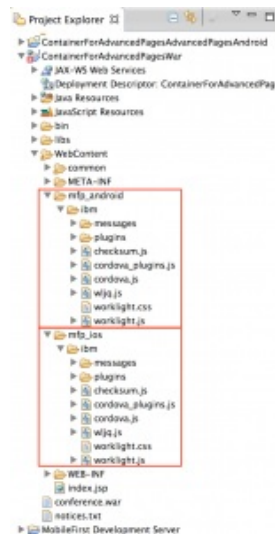 Project Explorer
ContainerForAdvancedPagesAdvancedPagesAndroid
ContainerForAdvancedPagesWar
JAX-WS Web Services
Deployment Descriptor: ContainerForAdvancedPag
Java Resources
JavaScript Resources
bin
libs
WebContent
common
META-INF
mfp_android
ibm
messages
plugins
checksum.js
cordova_plugins.js
cordova.js
wljq.js
worklight.css
worklight.js
mfp_ios
ibm
messages
plugins
checksum.js
cordova_plugins.js
cordova.js
wljq.js
worklight.css
worklight.js
WEB-INF
index.jsp
conference.war
notices.txt
MobileFirst Development Server